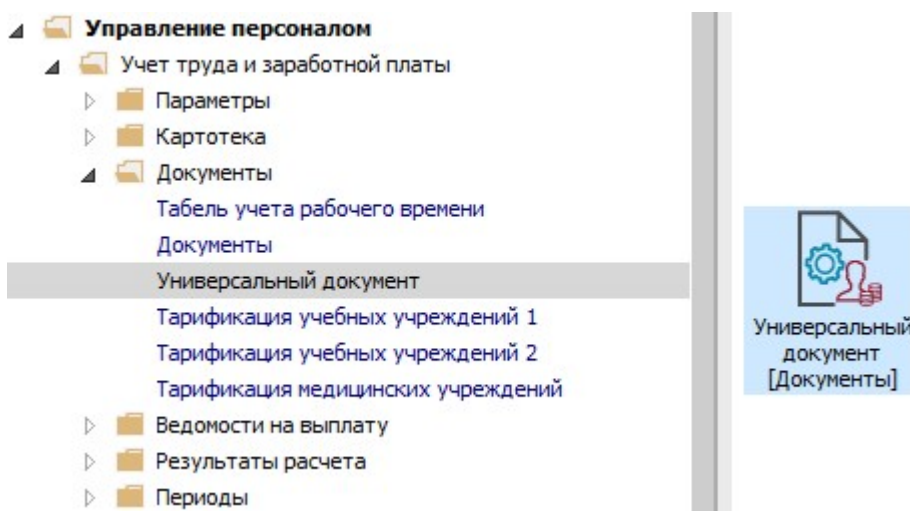 Управление персоналом
Учет труда и заработной платы
Параметры
Картотека
Документы
Табель учета рабочего времени
Документы
Универсальный документ
Тарификация учебных учреждений 1
Тарификация учебных учреждений 2
Тарификация медицинских учреждений
Ведомости на выплату
Результаты расчета
Периоды
Универсальный
документ
[Документы]